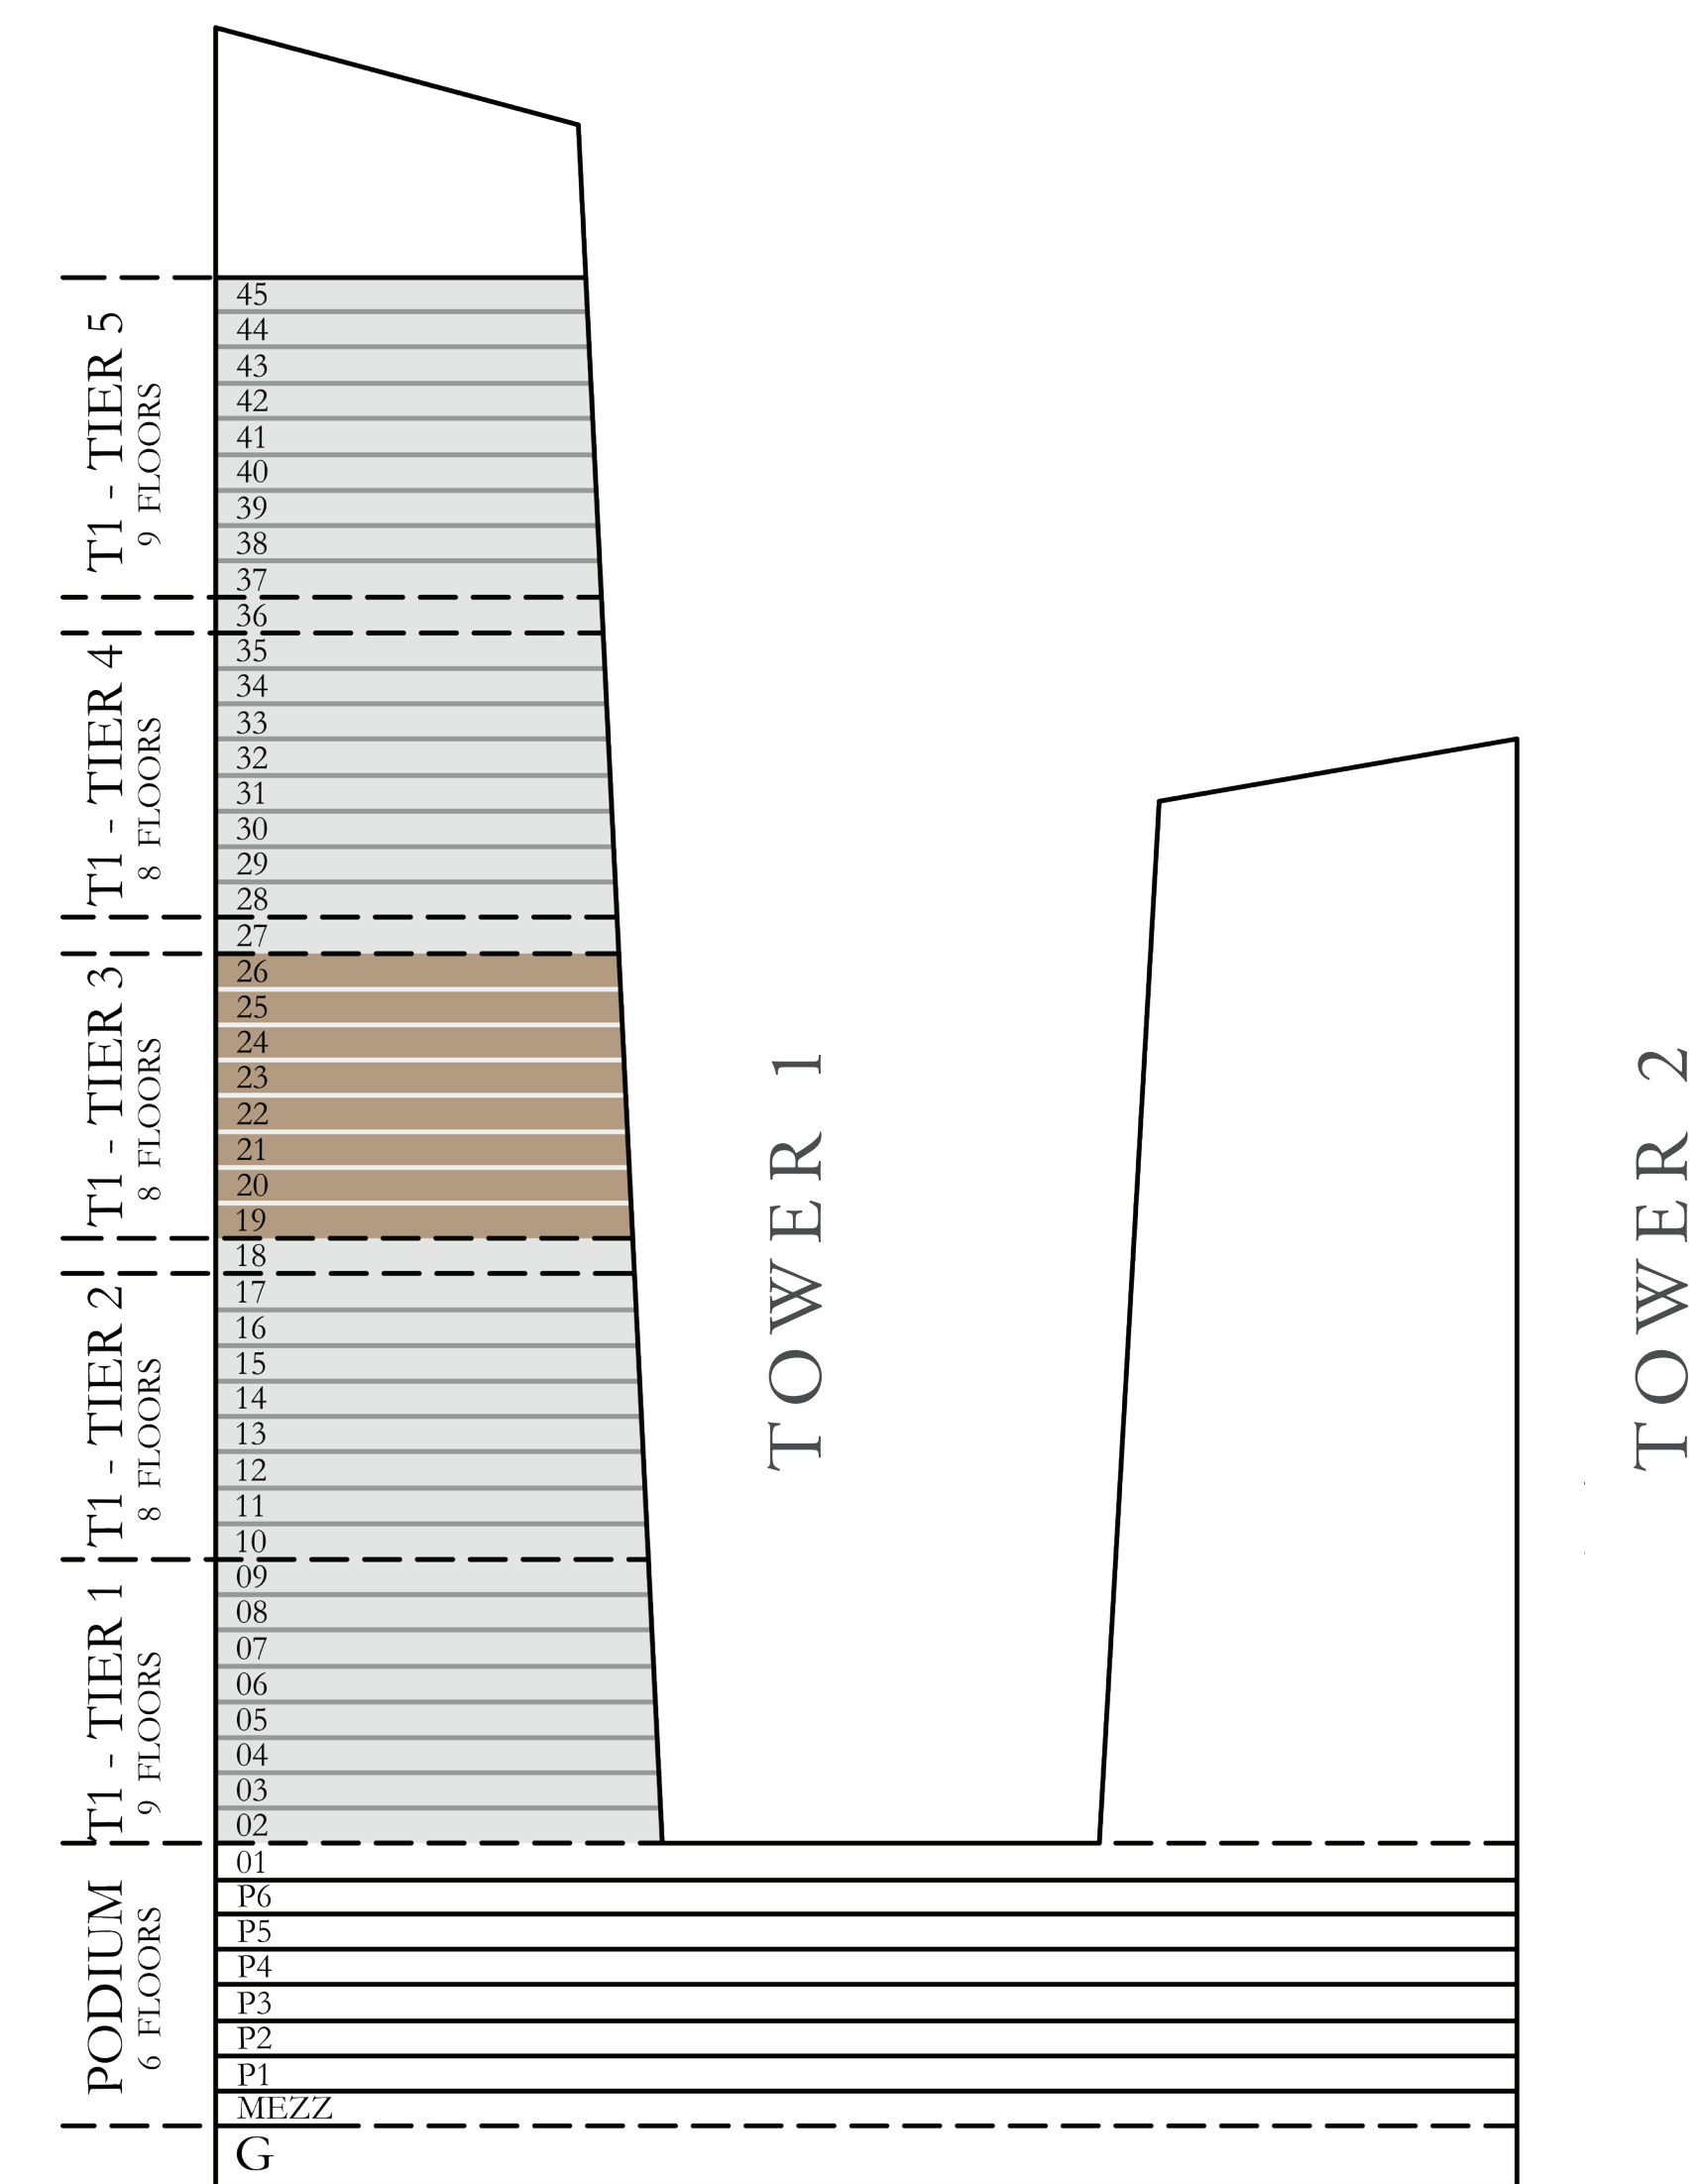 T1 - TIER 5
9 FLOORS
T1 - TIER 4
8 FLOORS
T1 - TIER 3
8 FLOORS
T1 - TIER 2
8 FLOORS
T1 - TIER 1
9 FLOORS
PODIUM
6 FLOORS
45
44
43
42
41
40
39
38
37
36
35
34
33
32
31
30
29
28
27
26
25
24
23
22
21
20
19
18
17
16
15
14
13
12
11
10
09
08
07
06
05
04
03
02
01
P6
P5
P4
P3
P2
P1
MEZZ
G
TOWER 1
TOWER 2